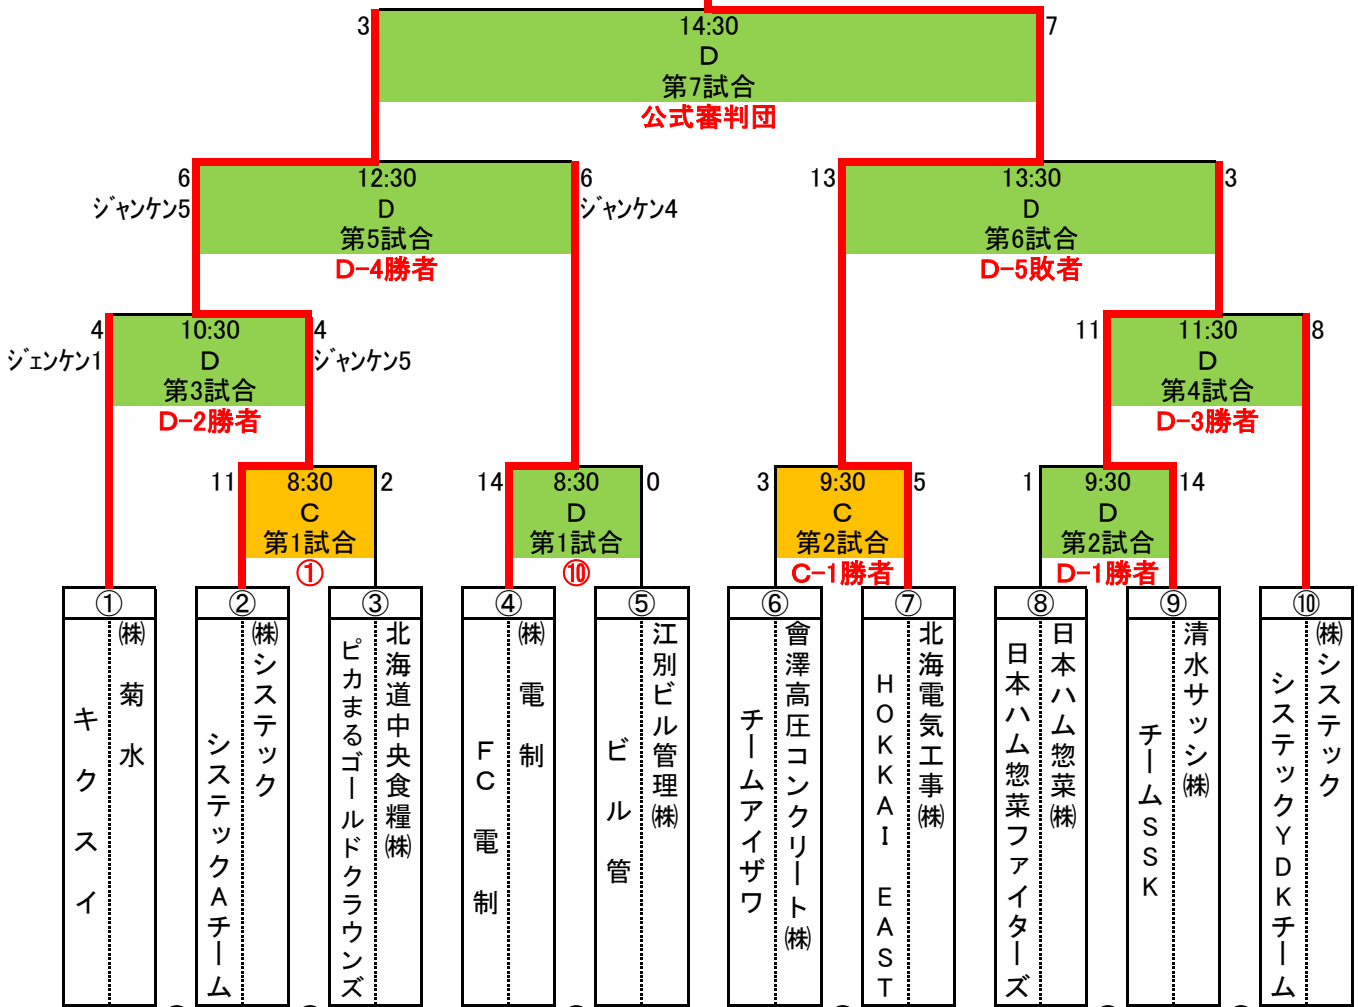 3 14:30 7
D
第7試合
公式審判団
6 12:30 6
ジャンケン5 D ジャンケン4
第5試合
D-4勝者
13 13:30 3
D
第6試合
D-5敗者
4 10:30 4
ジェンケン1 D ジャンケン5
第3試合
D-2勝者
11 11:30 8
D
第4試合
D-3勝者
11 8:30 2
C
第1試合
①
14 8:30 0
D
第1試合
⑩
3 9:30 5
C
第2試合
C-1勝者
1 9:30 14
D
第2試合
D-1勝者
①
㈱菊水
キクスイ
②
㈱システック
システックAチーム
③
北海道中央食糧㈱
ピカまるゴールドクラウンズ
④
㈱電制
FC電制
⑤
江別ビル管理㈱
ビル管
⑥
會澤高圧コンクリート㈱
チームアイザワ
⑦
北海電気工事㈱
HOKKAI EAST
⑧
日本ハム惣菜㈱
日本ハム惣菜ファイターズ
⑨
清水サッシ㈱
チームSSK
⑩
㈱システック
システックYDKチーム